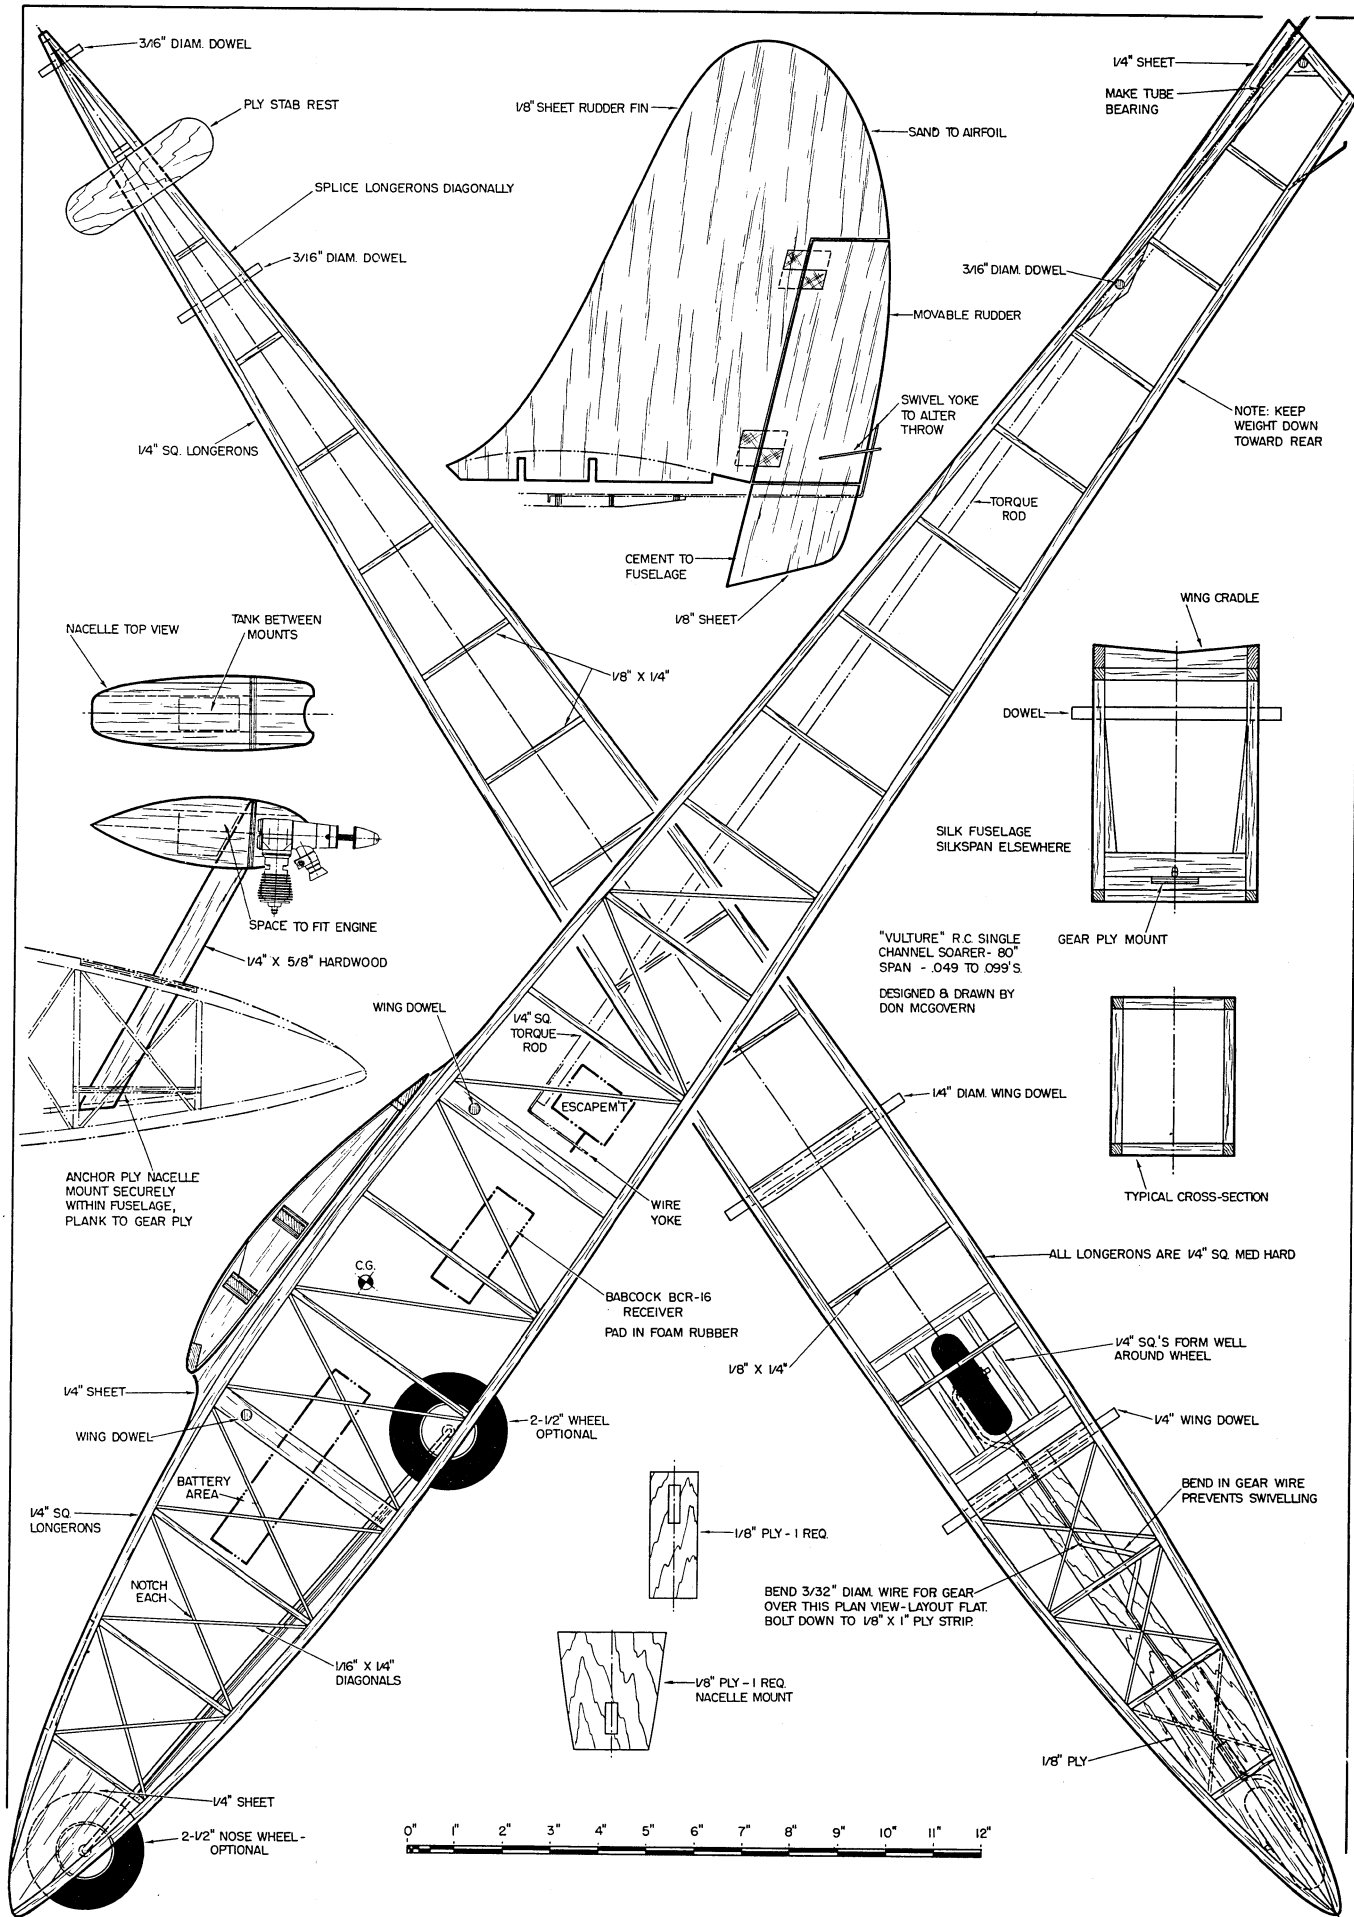 3/16" DIAM. DOWEL
PLY STAB REST
SPLICE LONGERONS DIAGONALLY
3/16" DIAM. DOWEL
1/4" SQ. LONGERONS
1/8" SHEET RUDDER FIN
SAND TO AIRFOIL
MOVABLE RUDDER
SWIVEL YOKE
TO ALTER
THROW
CEMENT TO
FUSELAGE
1/8" SHEET
1/4" SHEET
MAKE TUBE
BEARING
3/16" DIAM. DOWEL
NOTE: KEEP
WEIGHT DOWN
TOWARD REAR
TORQUE
ROD
NACELLE TOP VIEW
TANK BETWEEN
MOUNTS
1/8" X 1/4"
WING CRADLE
DOWEL
GEAR PLY MOUNT
SILK FUSELAGE
SILKSPAN ELSEWHERE
SPACE TO FIT ENGINE
1/4" X 5/8" HARDWOOD
"VULTURE" R.C. SINGLE
CHANNEL SOARER- 80"
SPAN - .049 TO .099'S.
DESIGNED & DRAWN BY
DON MCGOVERN
WING DOWEL
1/4" SQ.
TORQUE
ROD
ESCAPEM'T
1/4" DIAM. WING DOWEL
TYPICAL CROSS-SECTION
ANCHOR PLY NACELLE
MOUNT SECURELY
WITHIN FUSELAGE,
PLANK TO GEAR PLY
WIRE
YOKE
ALL LONGERONS ARE 1/4" SQ. MED HARD
C.G.
BABCOCK BCR-16
RECEIVER
PAD IN FOAM RUBBER
1/8" X 1/4"
1/4" SQ.'S FORM WELL
AROUND WHEEL
1/4" SHEET
WING DOWEL
2-1/2" WHEEL
OPTIONAL
1/4" WING DOWEL
BATTERY
AREA
1/4" SQ.
LONGERONS
BEND IN GEAR WIRE
PREVENTS SWIVELLING
1/8" PLY - 1 REQ.
NOTCH
EACH
BEND 3/32" DIAM. WIRE FOR GEAR
OVER THIS PLAN VIEW-LAYOUT FLAT.
BOLT DOWN TO 1/8" X 1" PLY STRIP.
1/16" X 1/4"
DIAGONALS
1/8" PLY - 1 REQ.
NACELLE MOUNT
1/8" PLY
1/4" SHEET
2-1/2" NOSE WHEEL-
OPTIONAL
0" 1" 2" 3" 4" 5" 6" 7" 8" 9" 10" 11" 12"